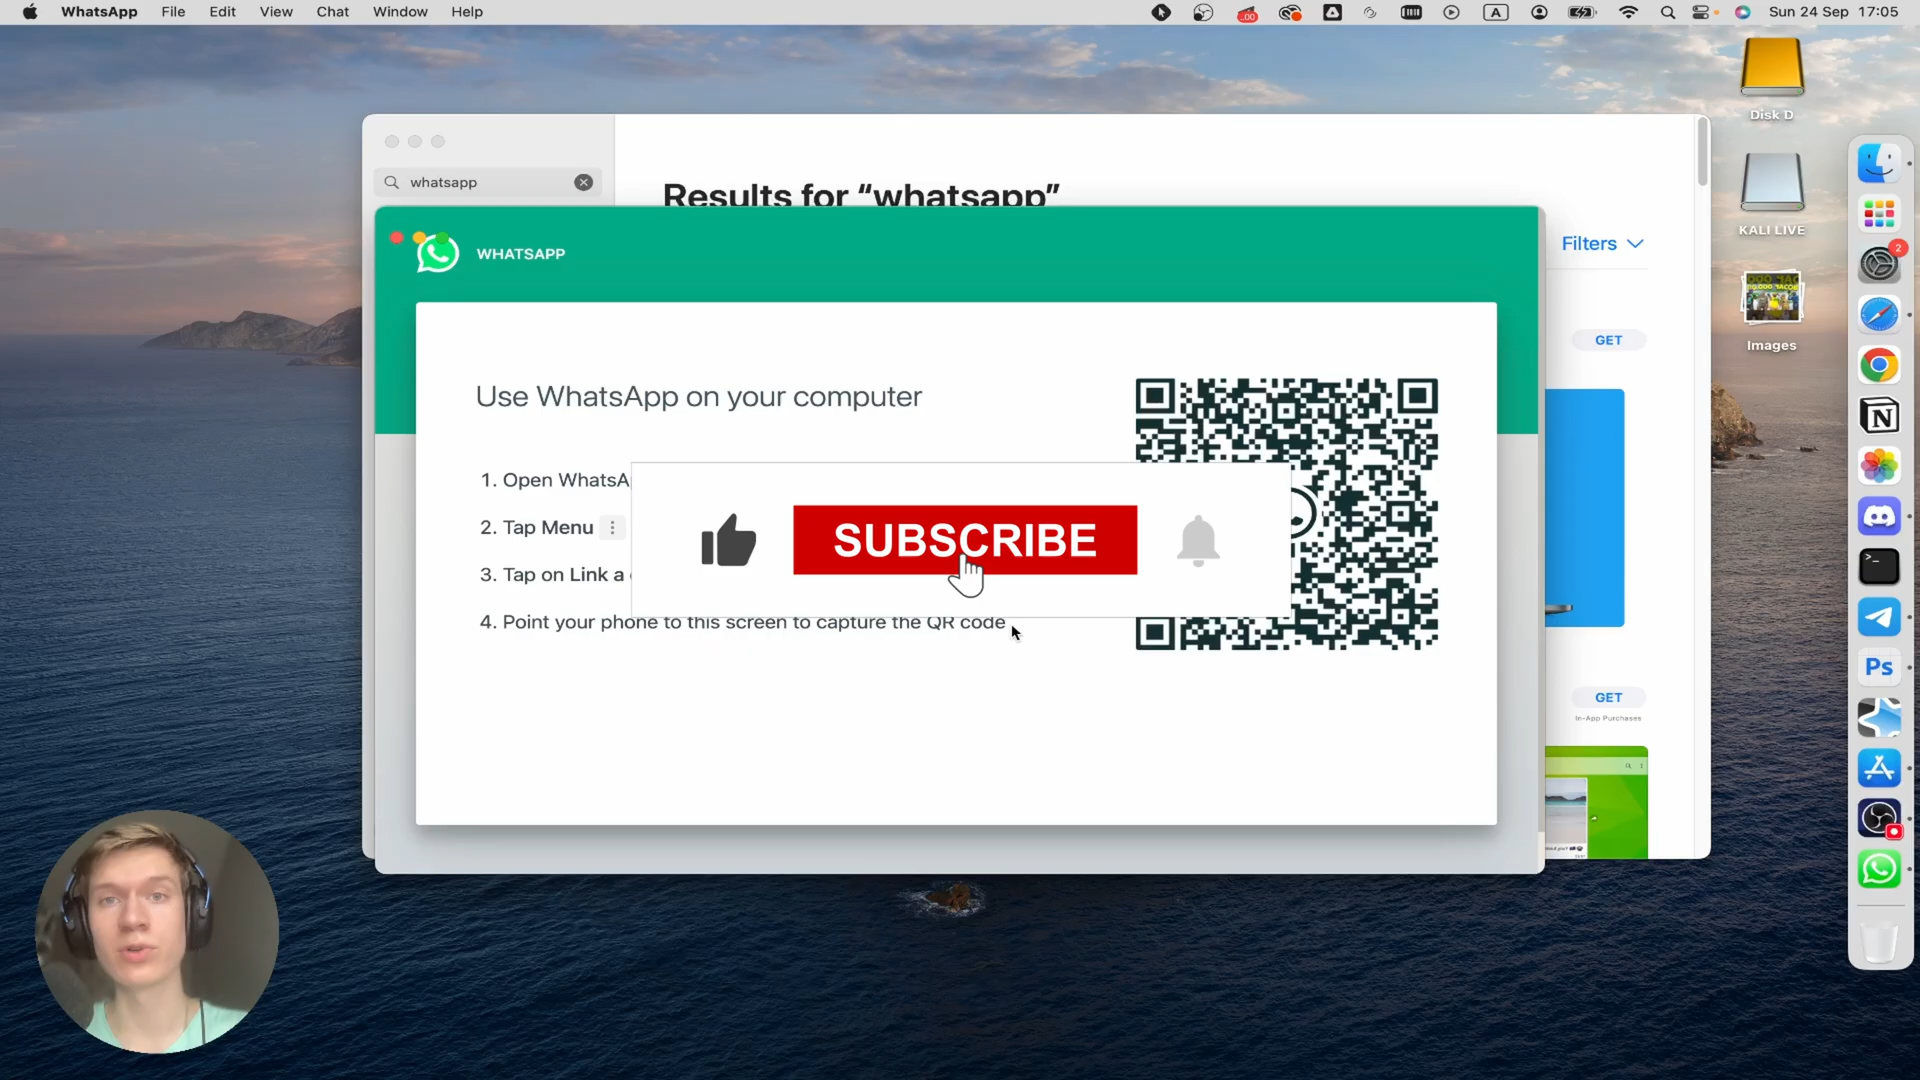 WhatsApp File Edit View Chat Window Help
.00 A Sun 24 Sep 17:05
Disk D
KALI LIVE
Images
whatsapp
Results for “whatsapp”
Filters
WHATSAPP
GET
Use WhatsApp on your computer
1. Open WhatsA
2. Tap Menu
3. Tap on Link a
4. Point your phone to this screen to capture the QR code
SUBSCRIBE
GET
In-App Purchases
2
N
Ps